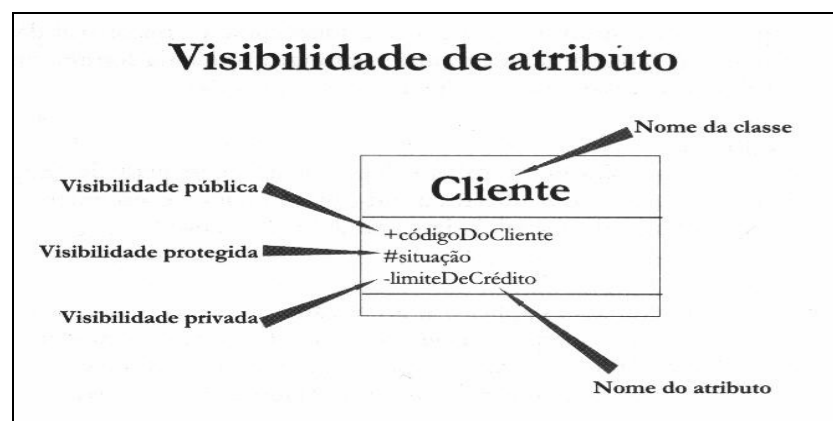 Visibilidade de atributo
Nome da classe
Visibilidade pública
Cliente
+códigoDoCliente
Visibilidade protegida
#situação
-limiteDeCrédito
Visibilidade privada
Nome do atributo